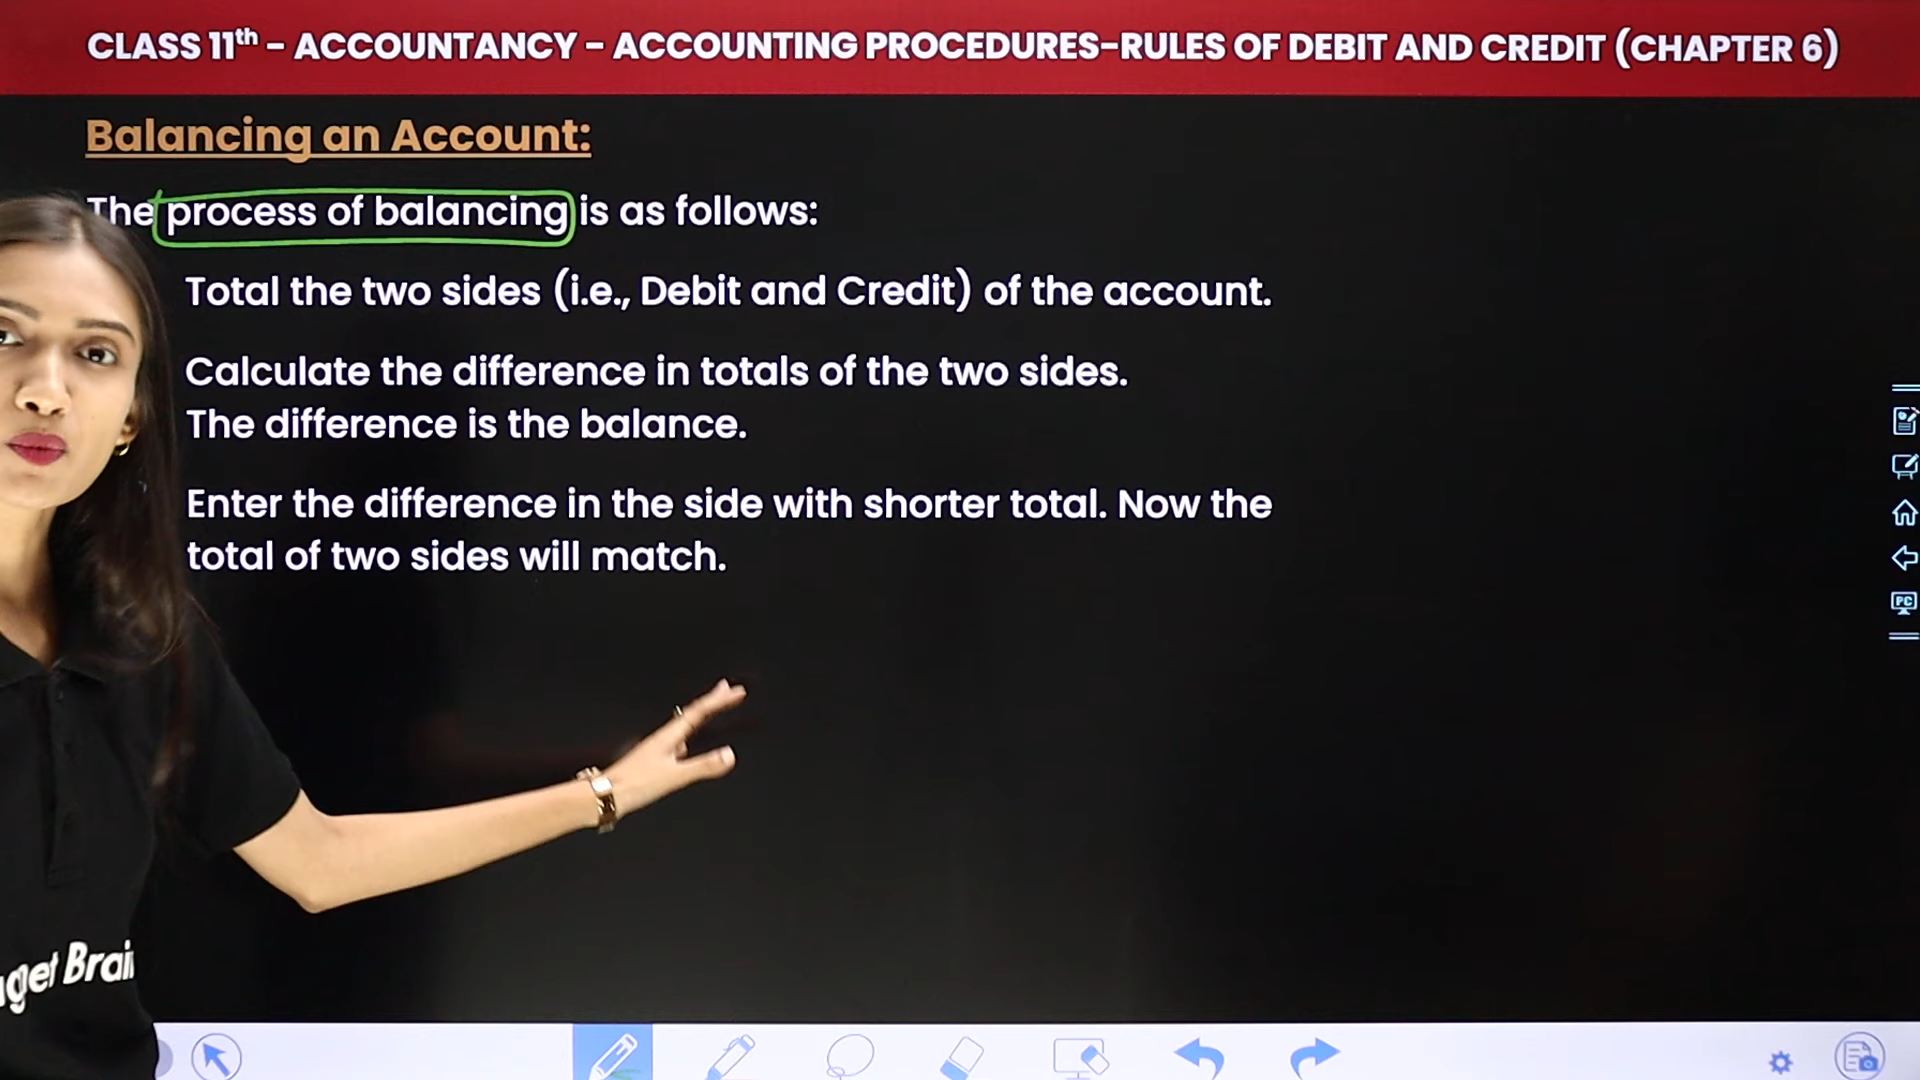 CLASS 11th - ACCOUNTANCY - ACCOUNTING PROCEDURES-RULES OF DEBIT AND CREDIT (CHAPTER 6)
Balancing an Account:
The process of balancing is as follows:
Total the two sides (i.e., Debit and Credit) of the account.
Calculate the difference in totals of the two sides.
The difference is the balance.
Enter the difference in the side with shorter total. Now the
total of two sides will match.
PC